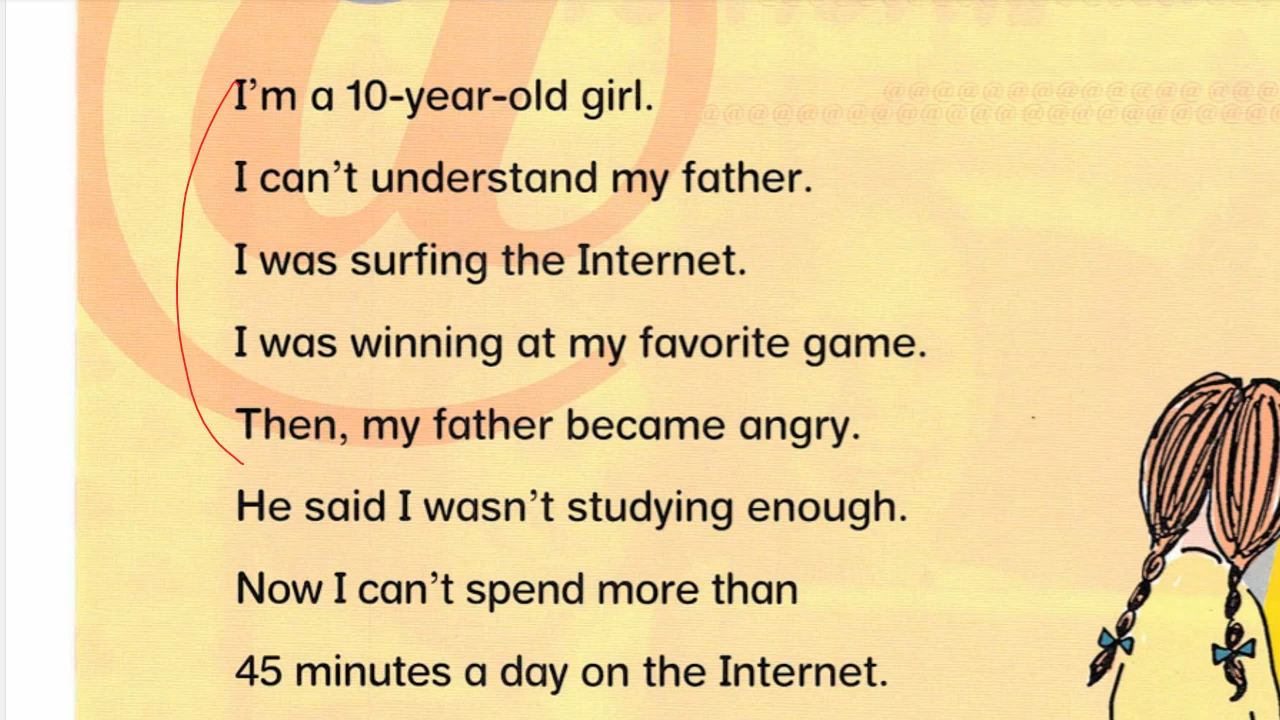 I'm a 10-year-old girl.
I can't understand my father.
I was surfing the Internet.
I was winning at my favorite game.
Then, my father became angry.
He said I wasn't studying enough.
Now I can't spend more than
45 minutes a day on the Internet.